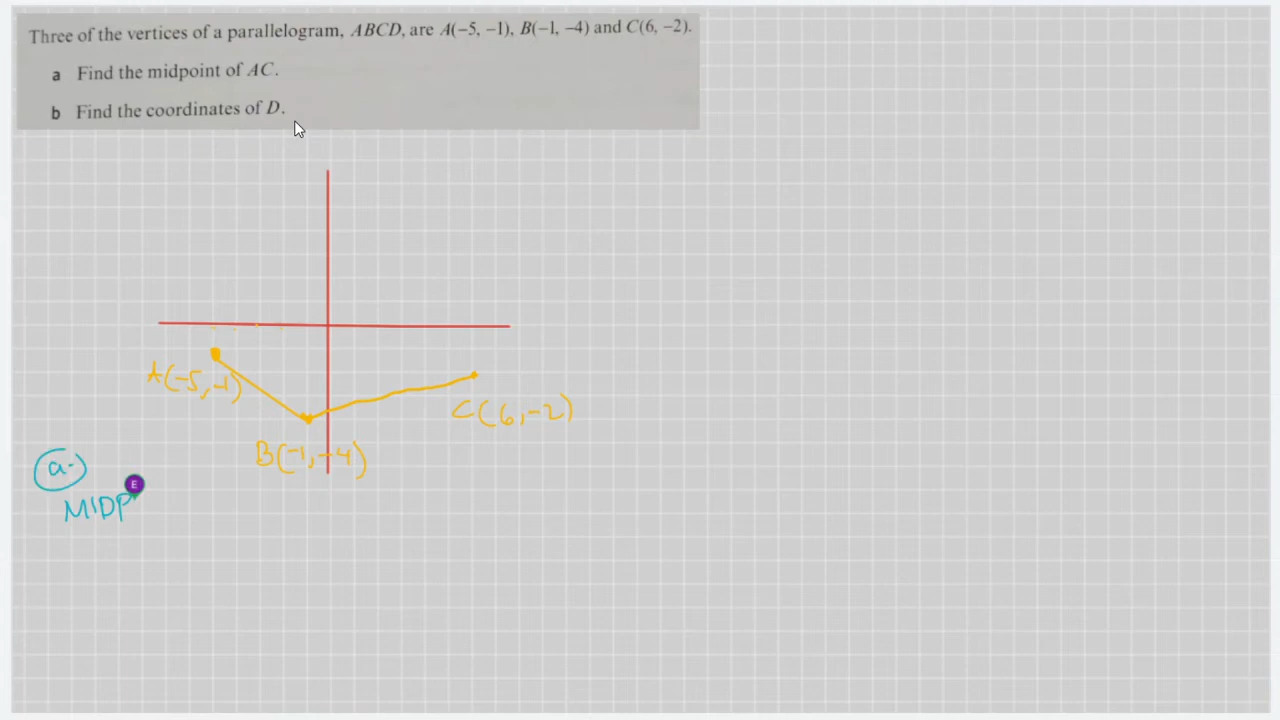 Three of the vertices of a parallelogram, ABCD, are A(−5, −1), B(−1, −4) and C(6, −2).
a Find the midpoint of AC.
b Find the coordinates of D.
A(-5,-1)
C(6,-2)
B(-1,-4)
a.
E
MIDP